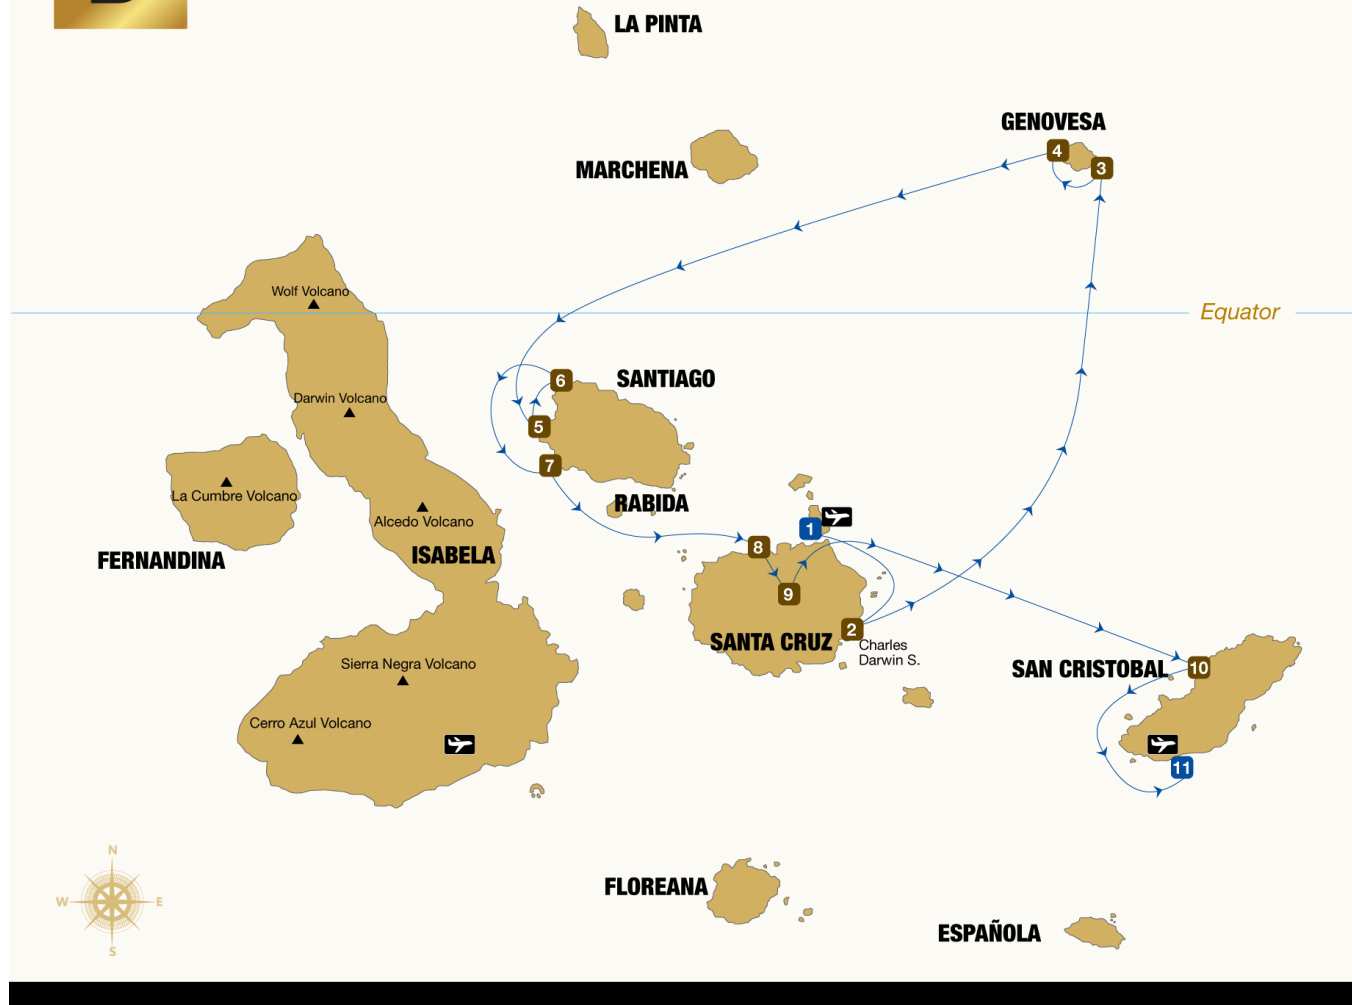 LA PINTA
GENOVESA
4
3
MARCHENA
Wolf Volcano
Equator
6
SANTIAGO
Darwin Volcano
5
7
La Cumbre Volcano
RABIDA
Alcedo Volcano
1
FERNANDINA
ISABELA
8
9
2
SANTA CRUZ
Charles
Darwin S.
Sierra Negra Volcano
SAN CRISTOBAL
10
Cerro Azul Volcano
11
N
W
E
S
FLOREANA
ESPAÑOLA